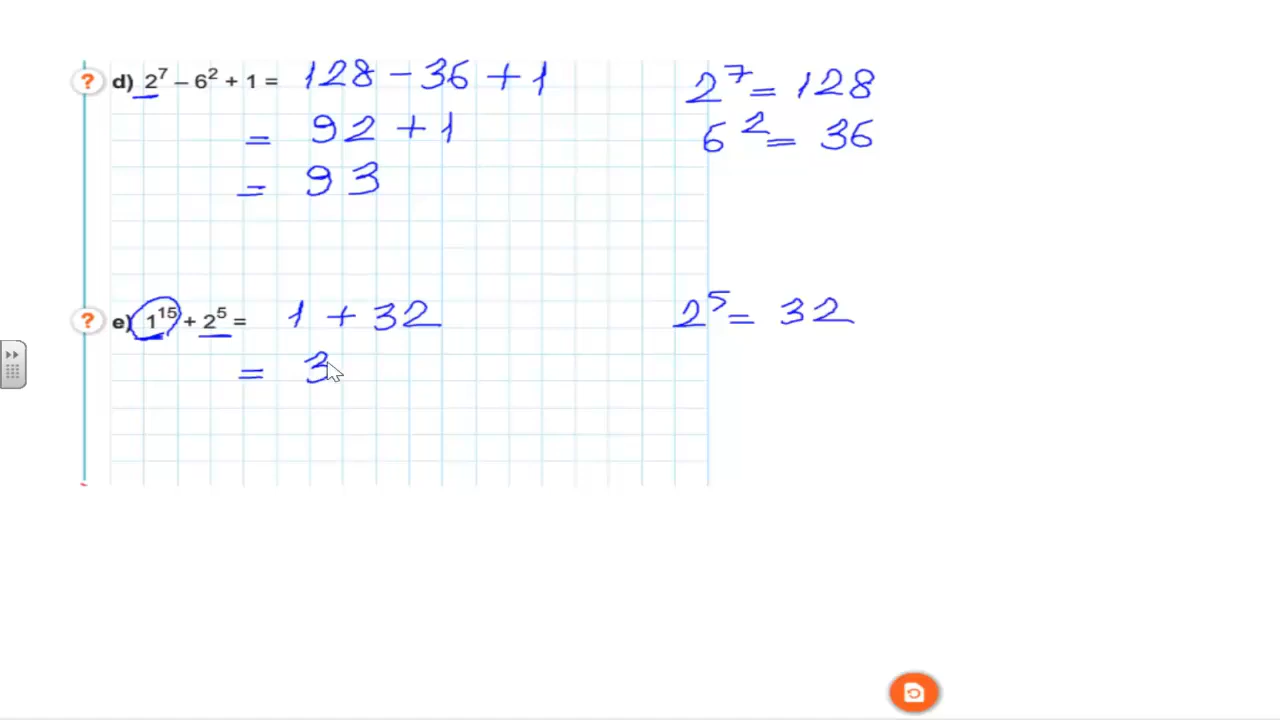 ? d) 2⁷ – 6² + 1 = 128 – 36 + 1
= 92 + 1
= 93
2⁷ = 128
6² = 36
? e) 1¹⁵ + 2⁵ = 1 + 32
= 3
2⁵ = 32